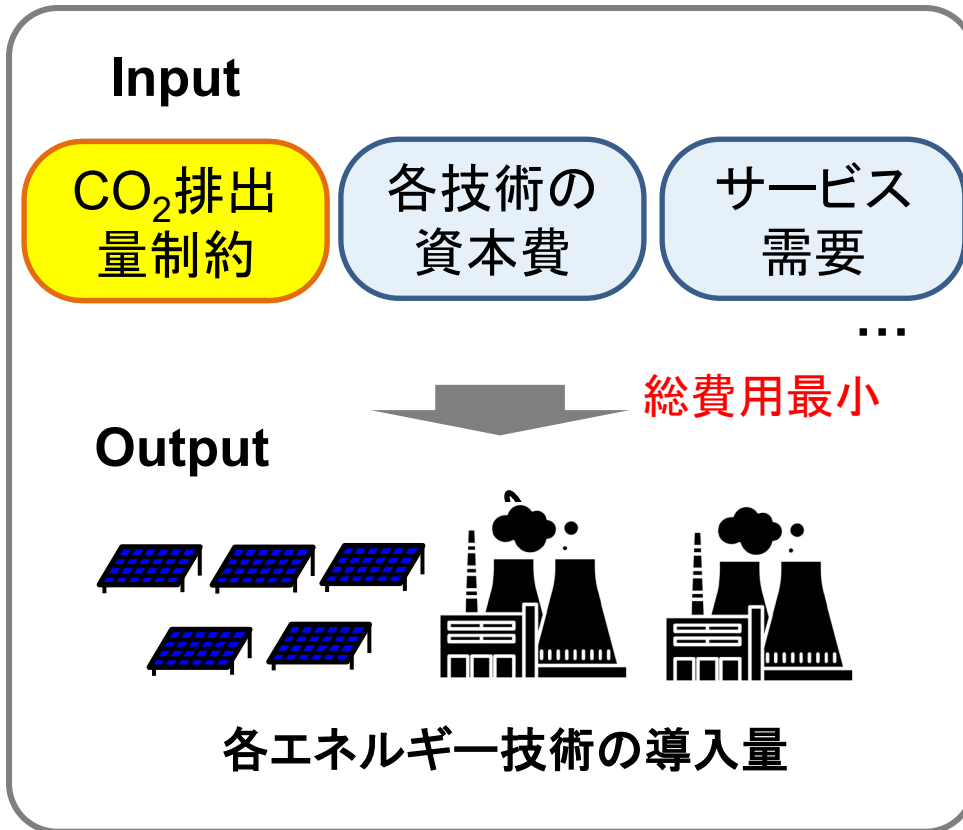 Input
CO₂排出
量制約
各技術の
資本費
サービス
需要
…
総費用最小
Output
各エネルギー技術の導入量